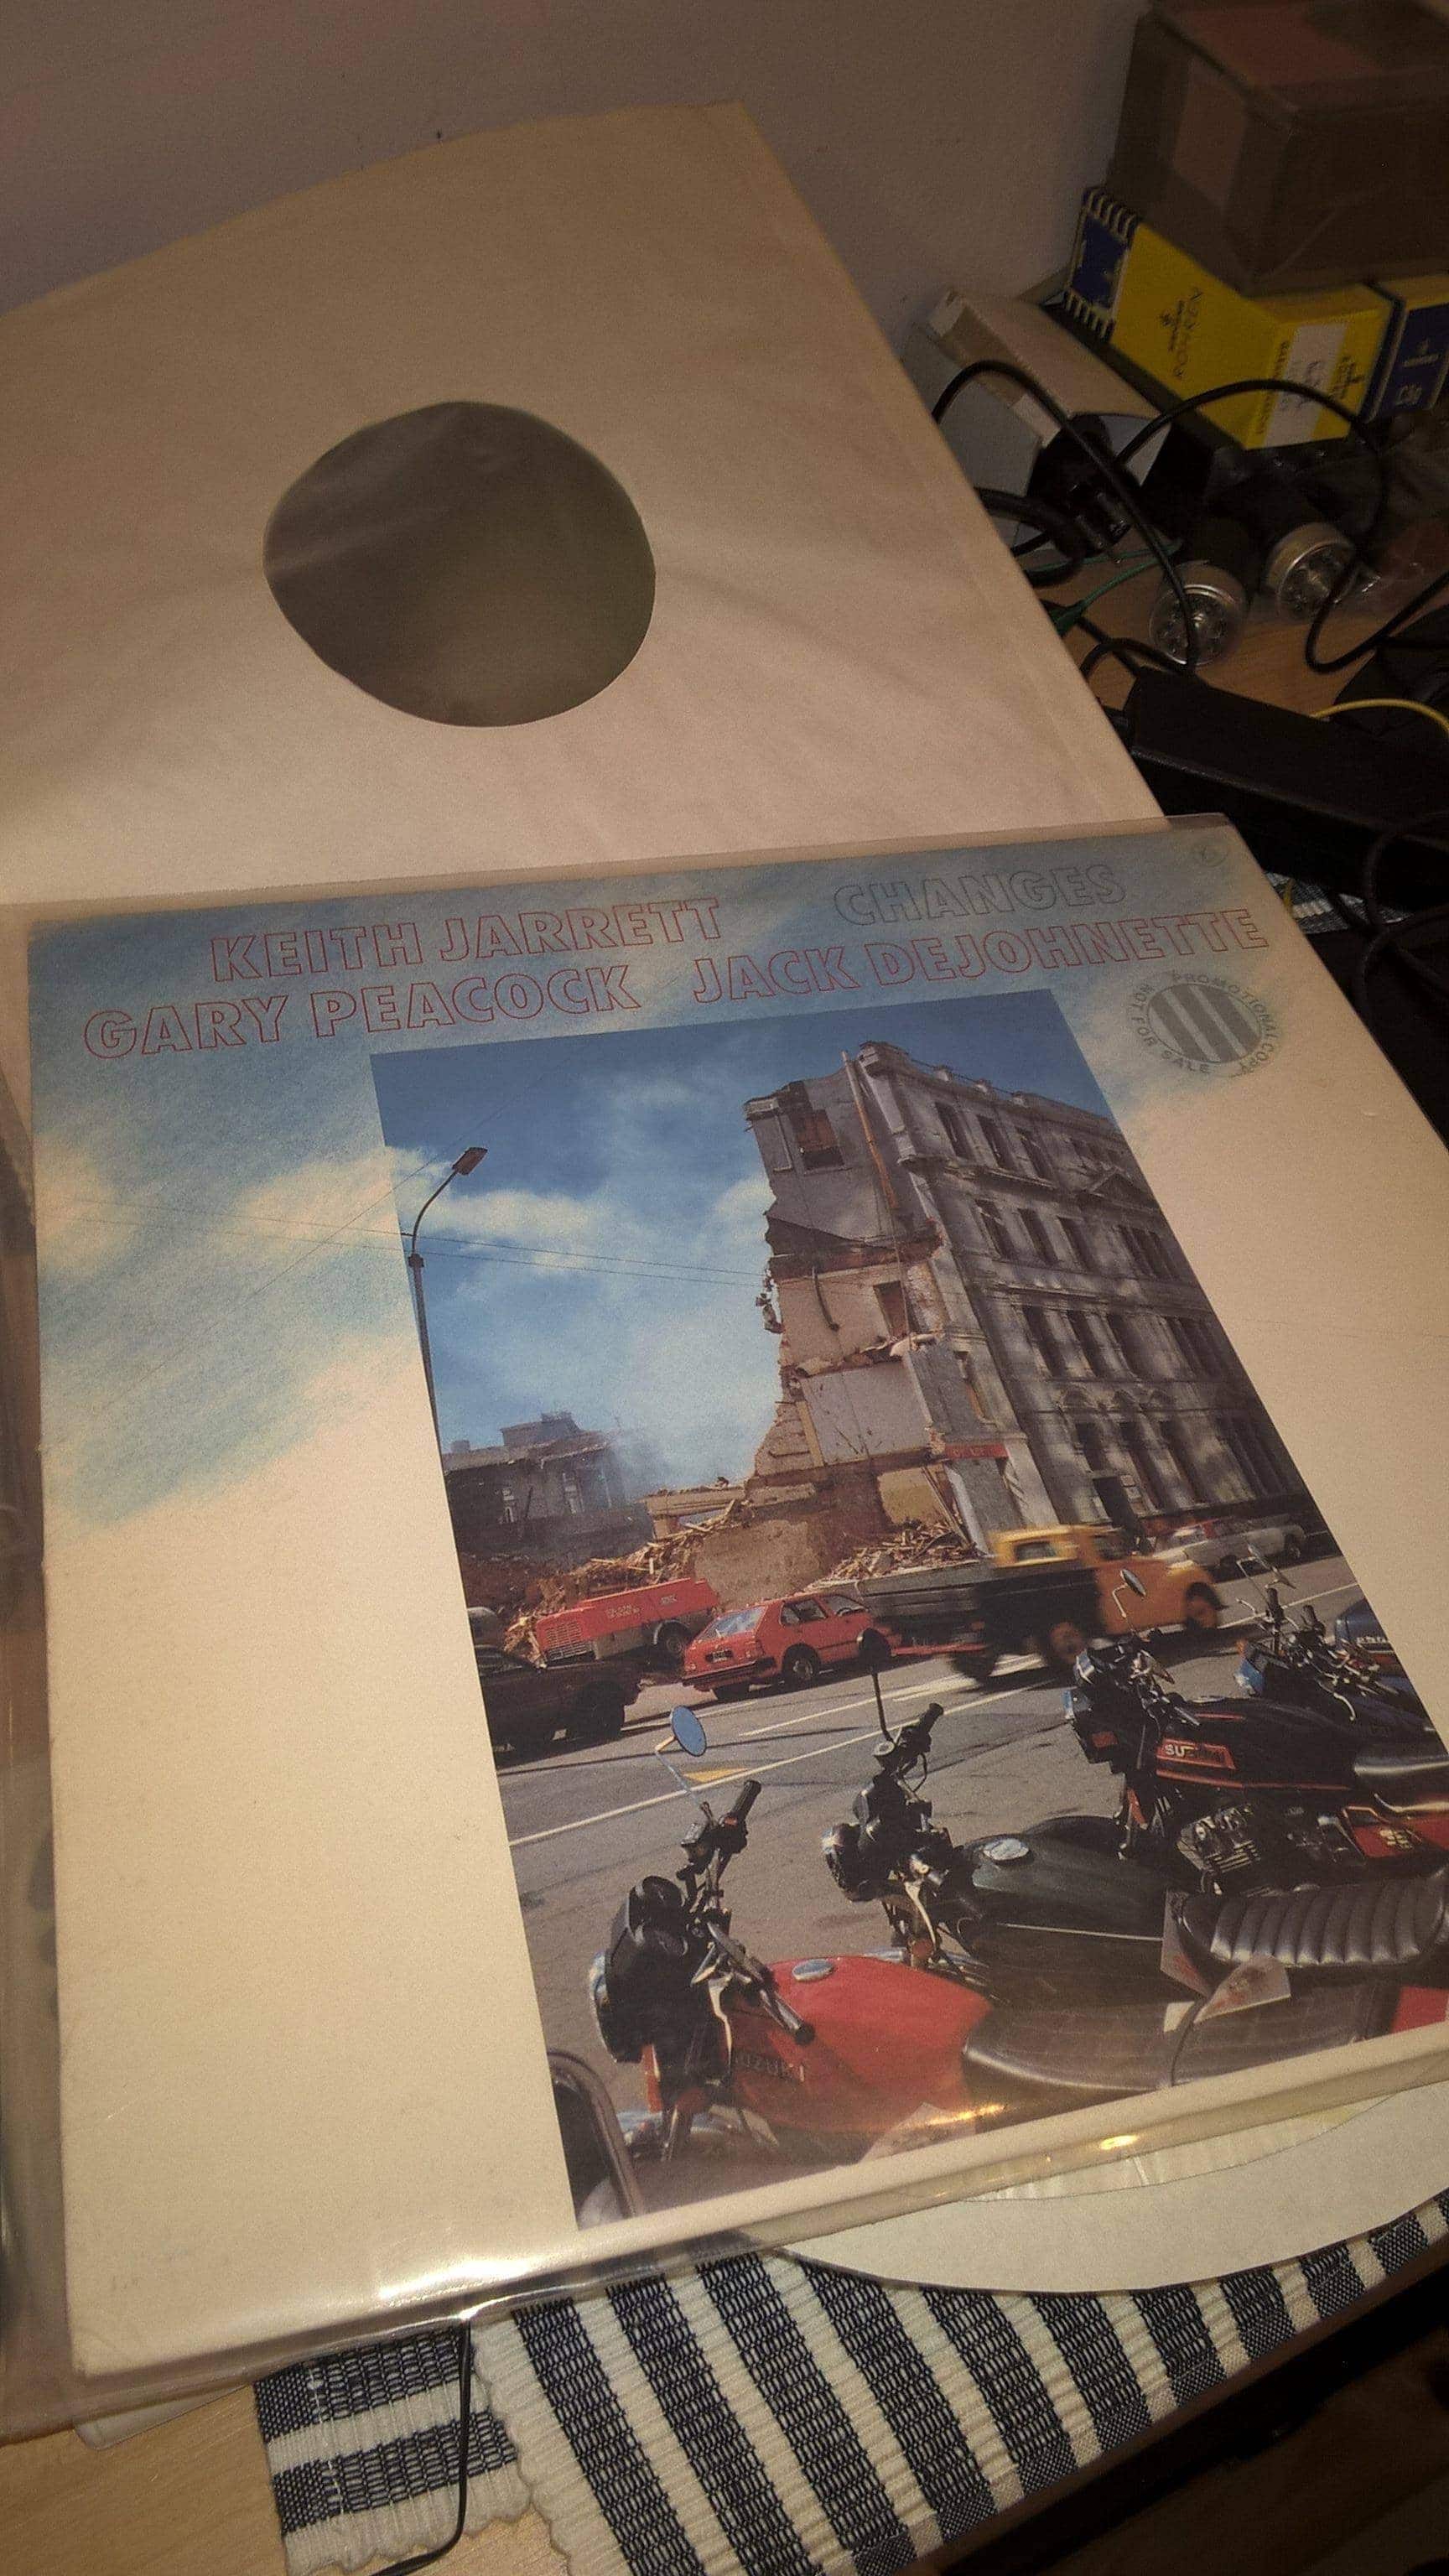 KEITH JARRETT
CHANGES
GARY PEACOCK
JACK DEJOHNETTE
PROMOTIONAL COPY
NOT FOR SALE
SUZUKI